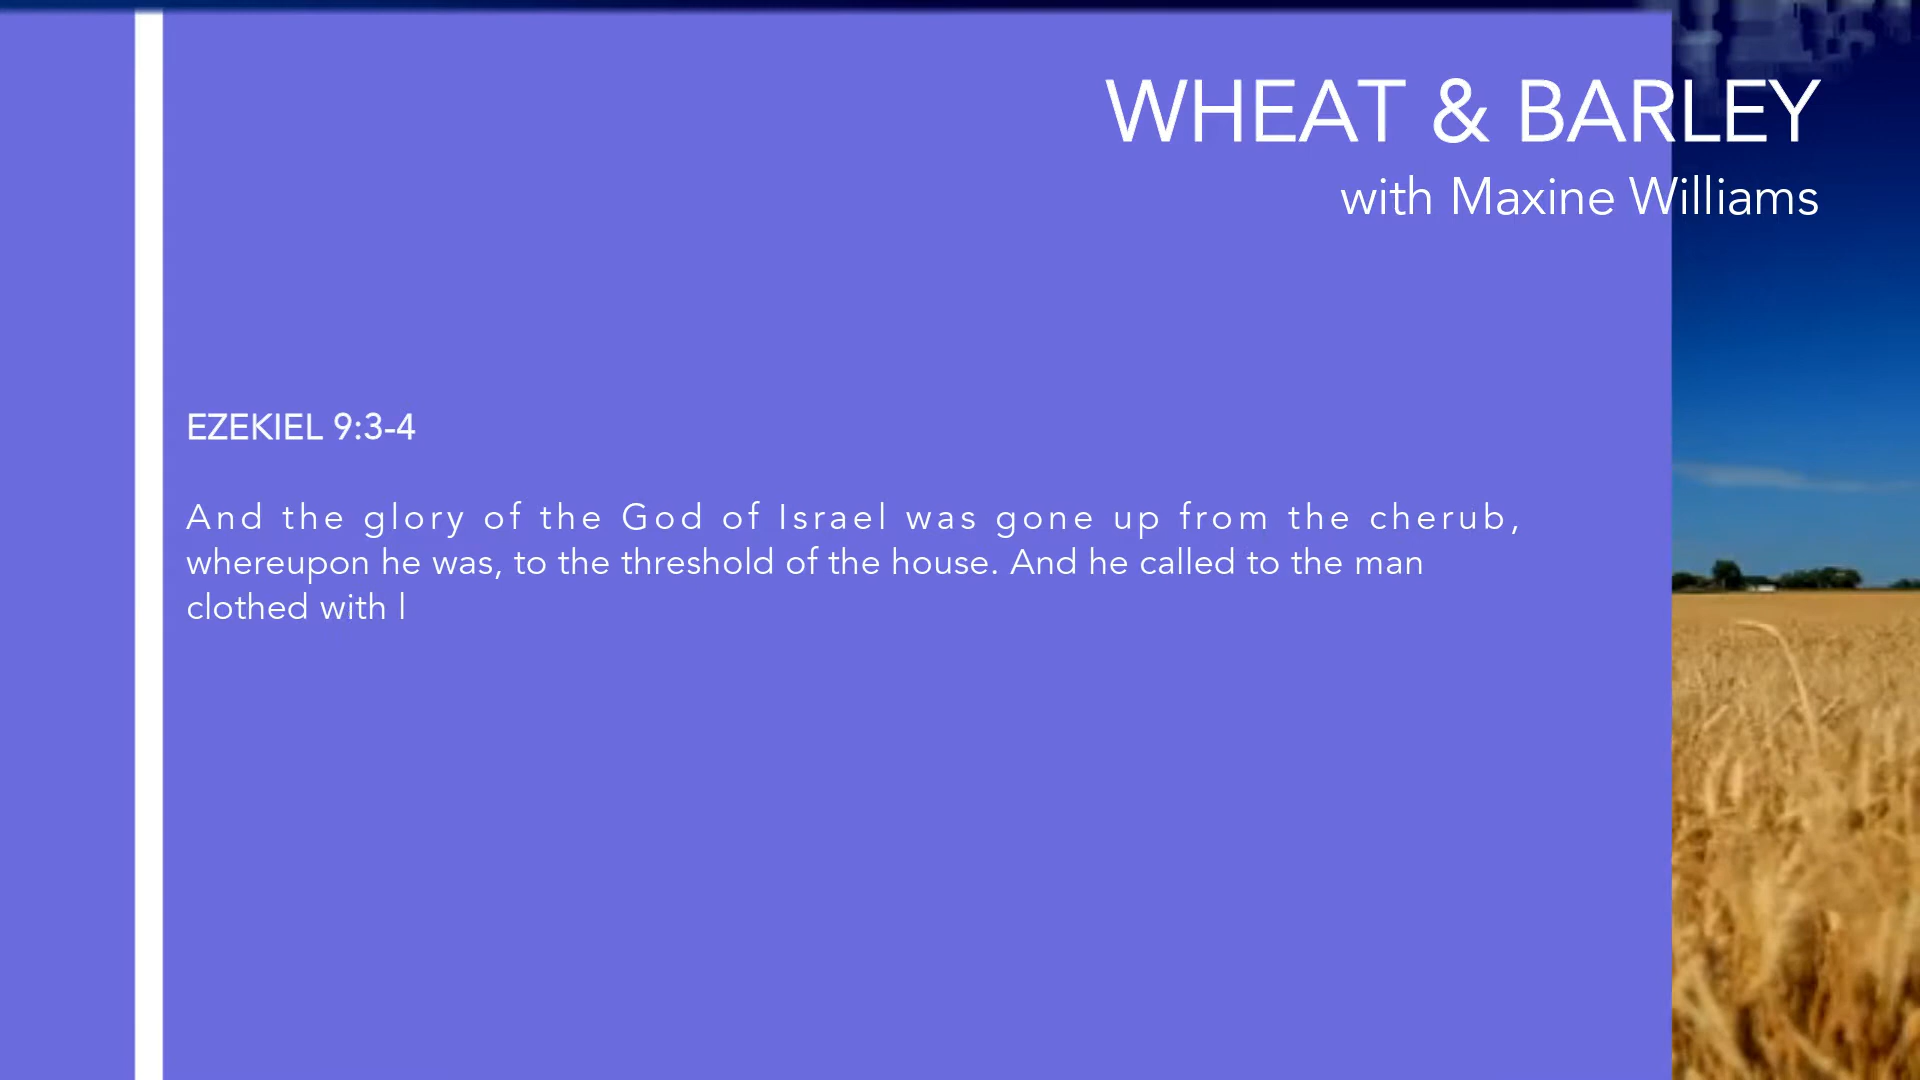 WHEAT & BARLEY
with Maxine Williams
EZEKIEL 9:3-4
And the glory of the God of Israel was gone up from the cherub,
whereupon he was, to the threshold of the house. And he called to the man
clothed with l